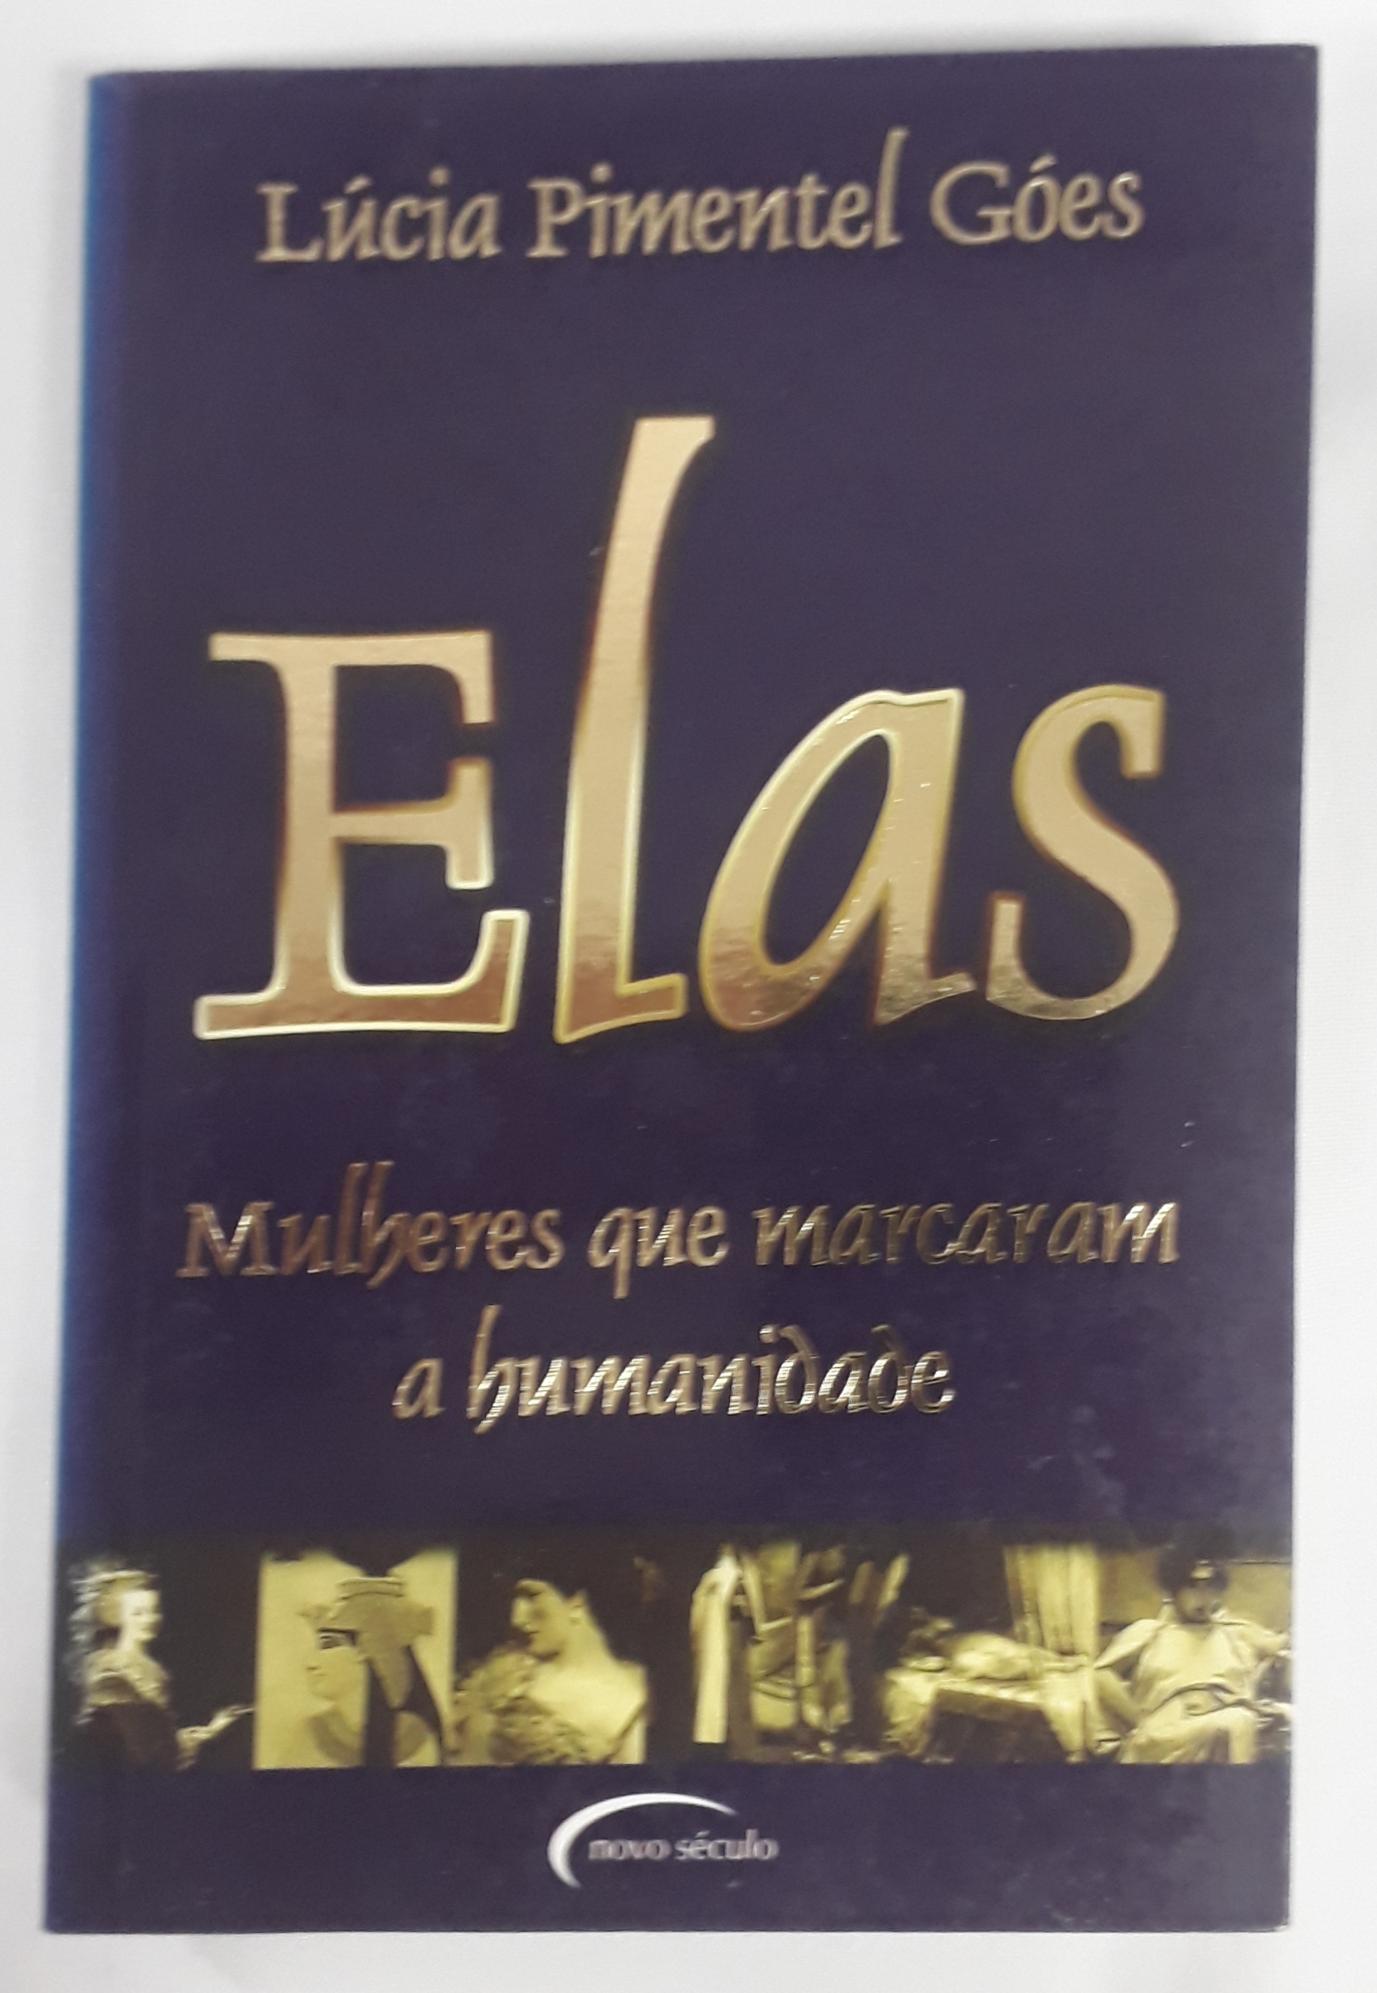 Lúcia Pimentel Góes
Elas
Mulheres que marcaram
a humanidade
novo século